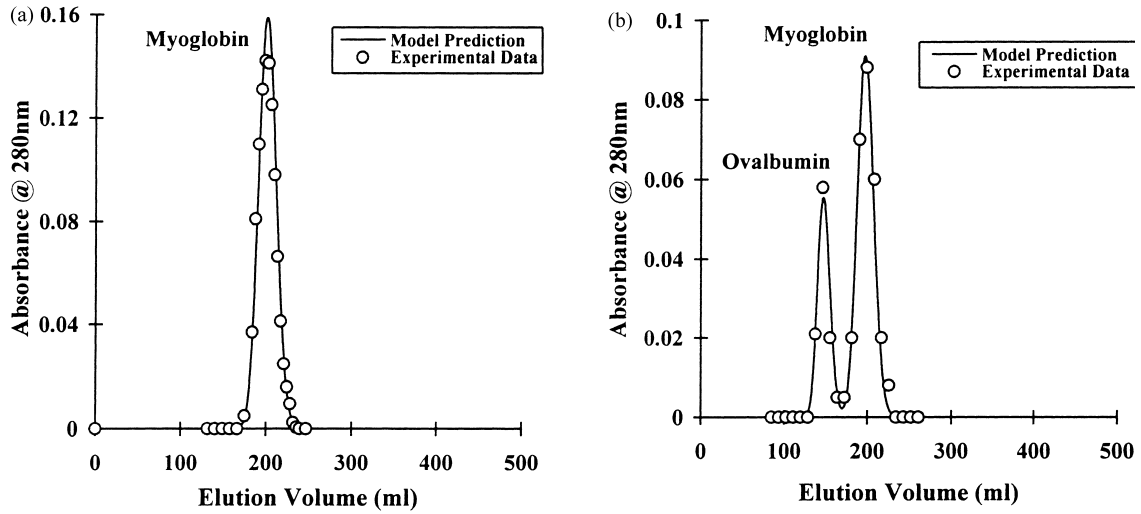 (a)
0.16
0.12
0.08
0.04
0
Absorbance @ 280nm
Myoglobin
Model Prediction
Experimental Data
0 100 200 300 400 500
Elution Volume (ml)
(b)
0.1
0.08
0.06
0.04
0.02
0
Absorbance @ 280nm
Myoglobin
Ovalbumin
Model Prediction
Experimental Data
0 100 200 300 400 500
Elution Volume (ml)